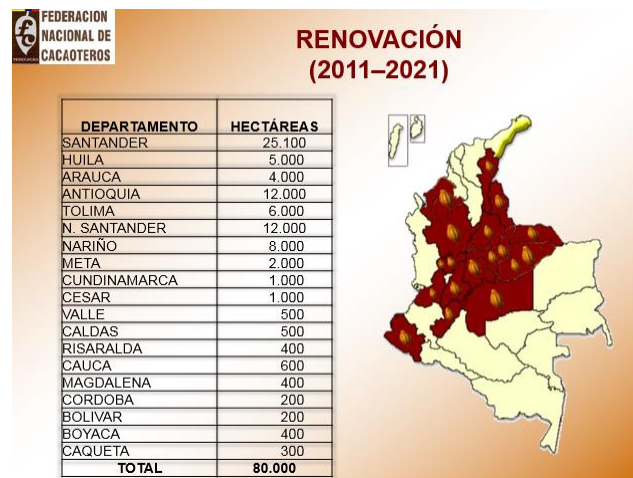 FEDERACION
NACIONAL DE
CACAOTEROS
RENOVACIÓN
(2011–2021)
DEPARTAMENTO HECTÁREAS
SANTANDER 25.100
HUILA 5.000
ARAUCA 4.000
ANTIOQUIA 12.000
TOLIMA 6.000
N. SANTANDER 12.000
NARIÑO 8.000
META 2.000
CUNDINAMARCA 1.000
CESAR 1.000
VALLE 500
CALDAS 500
RISARALDA 400
CAUCA 600
MAGDALENA 400
CORDOBA 200
BOLIVAR 200
BOYACA 400
CAQUETA 300
TOTAL 80.000